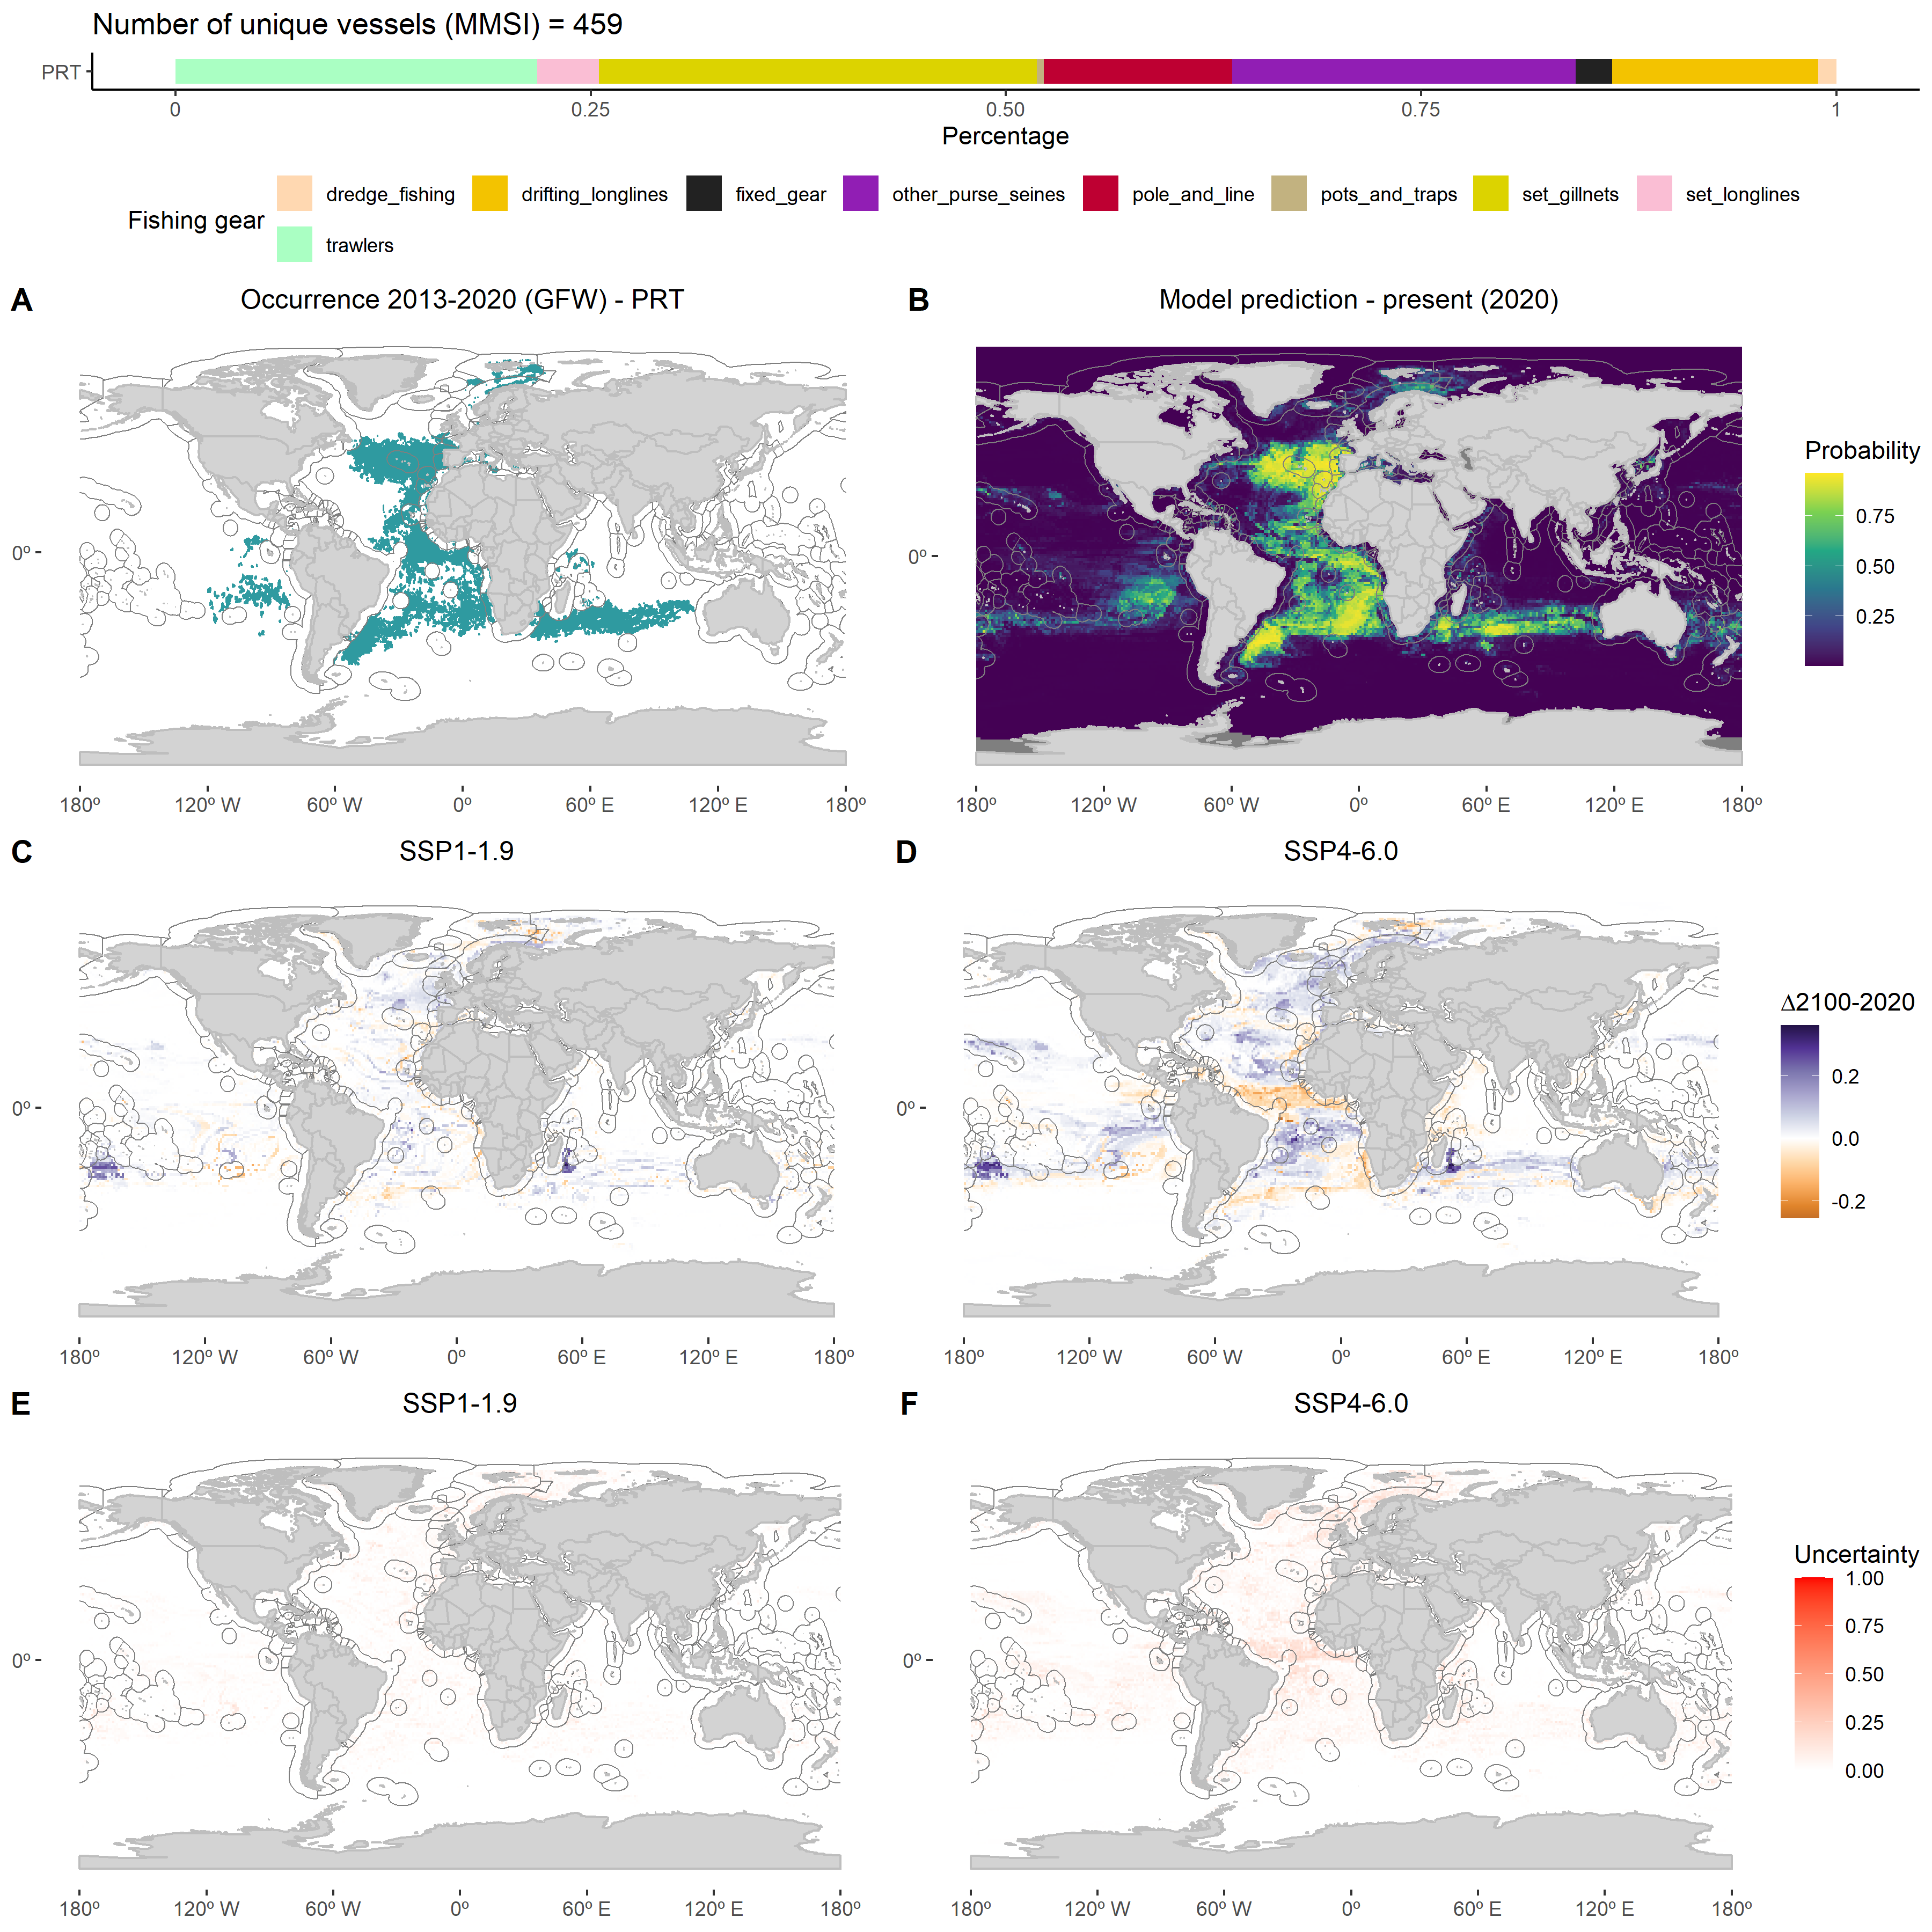 Number of unique vessels (MMSI) = 459
PRT
0 0.25 0.50 0.75 1
Percentage
Fishing gear
dredge_fishing drifting_longlines fixed_gear other_purse_seines pole_and_line pots_and_traps set_gillnets set_longlines
trawlers
A Occurrence 2013-2020 (GFW) - PRT
0º
180º 120º W 60º W 0º 60º E 120º E 180º
B Model prediction - present (2020)
0º
180º 120º W 60º W 0º 60º E 120º E 180º
Probability
0.75
0.50
0.25
C SSP1-1.9
0º
180º 120º W 60º W 0º 60º E 120º E 180º
D SSP4-6.0
0º
180º 120º W 60º W 0º 60º E 120º E 180º
Δ2100-2020
0.2
0.0
-0.2
E SSP1-1.9
0º
180º 120º W 60º W 0º 60º E 120º E 180º
F SSP4-6.0
0º
180º 120º W 60º W 0º 60º E 120º E 180º
Uncertainty
1.00
0.75
0.50
0.25
0.00